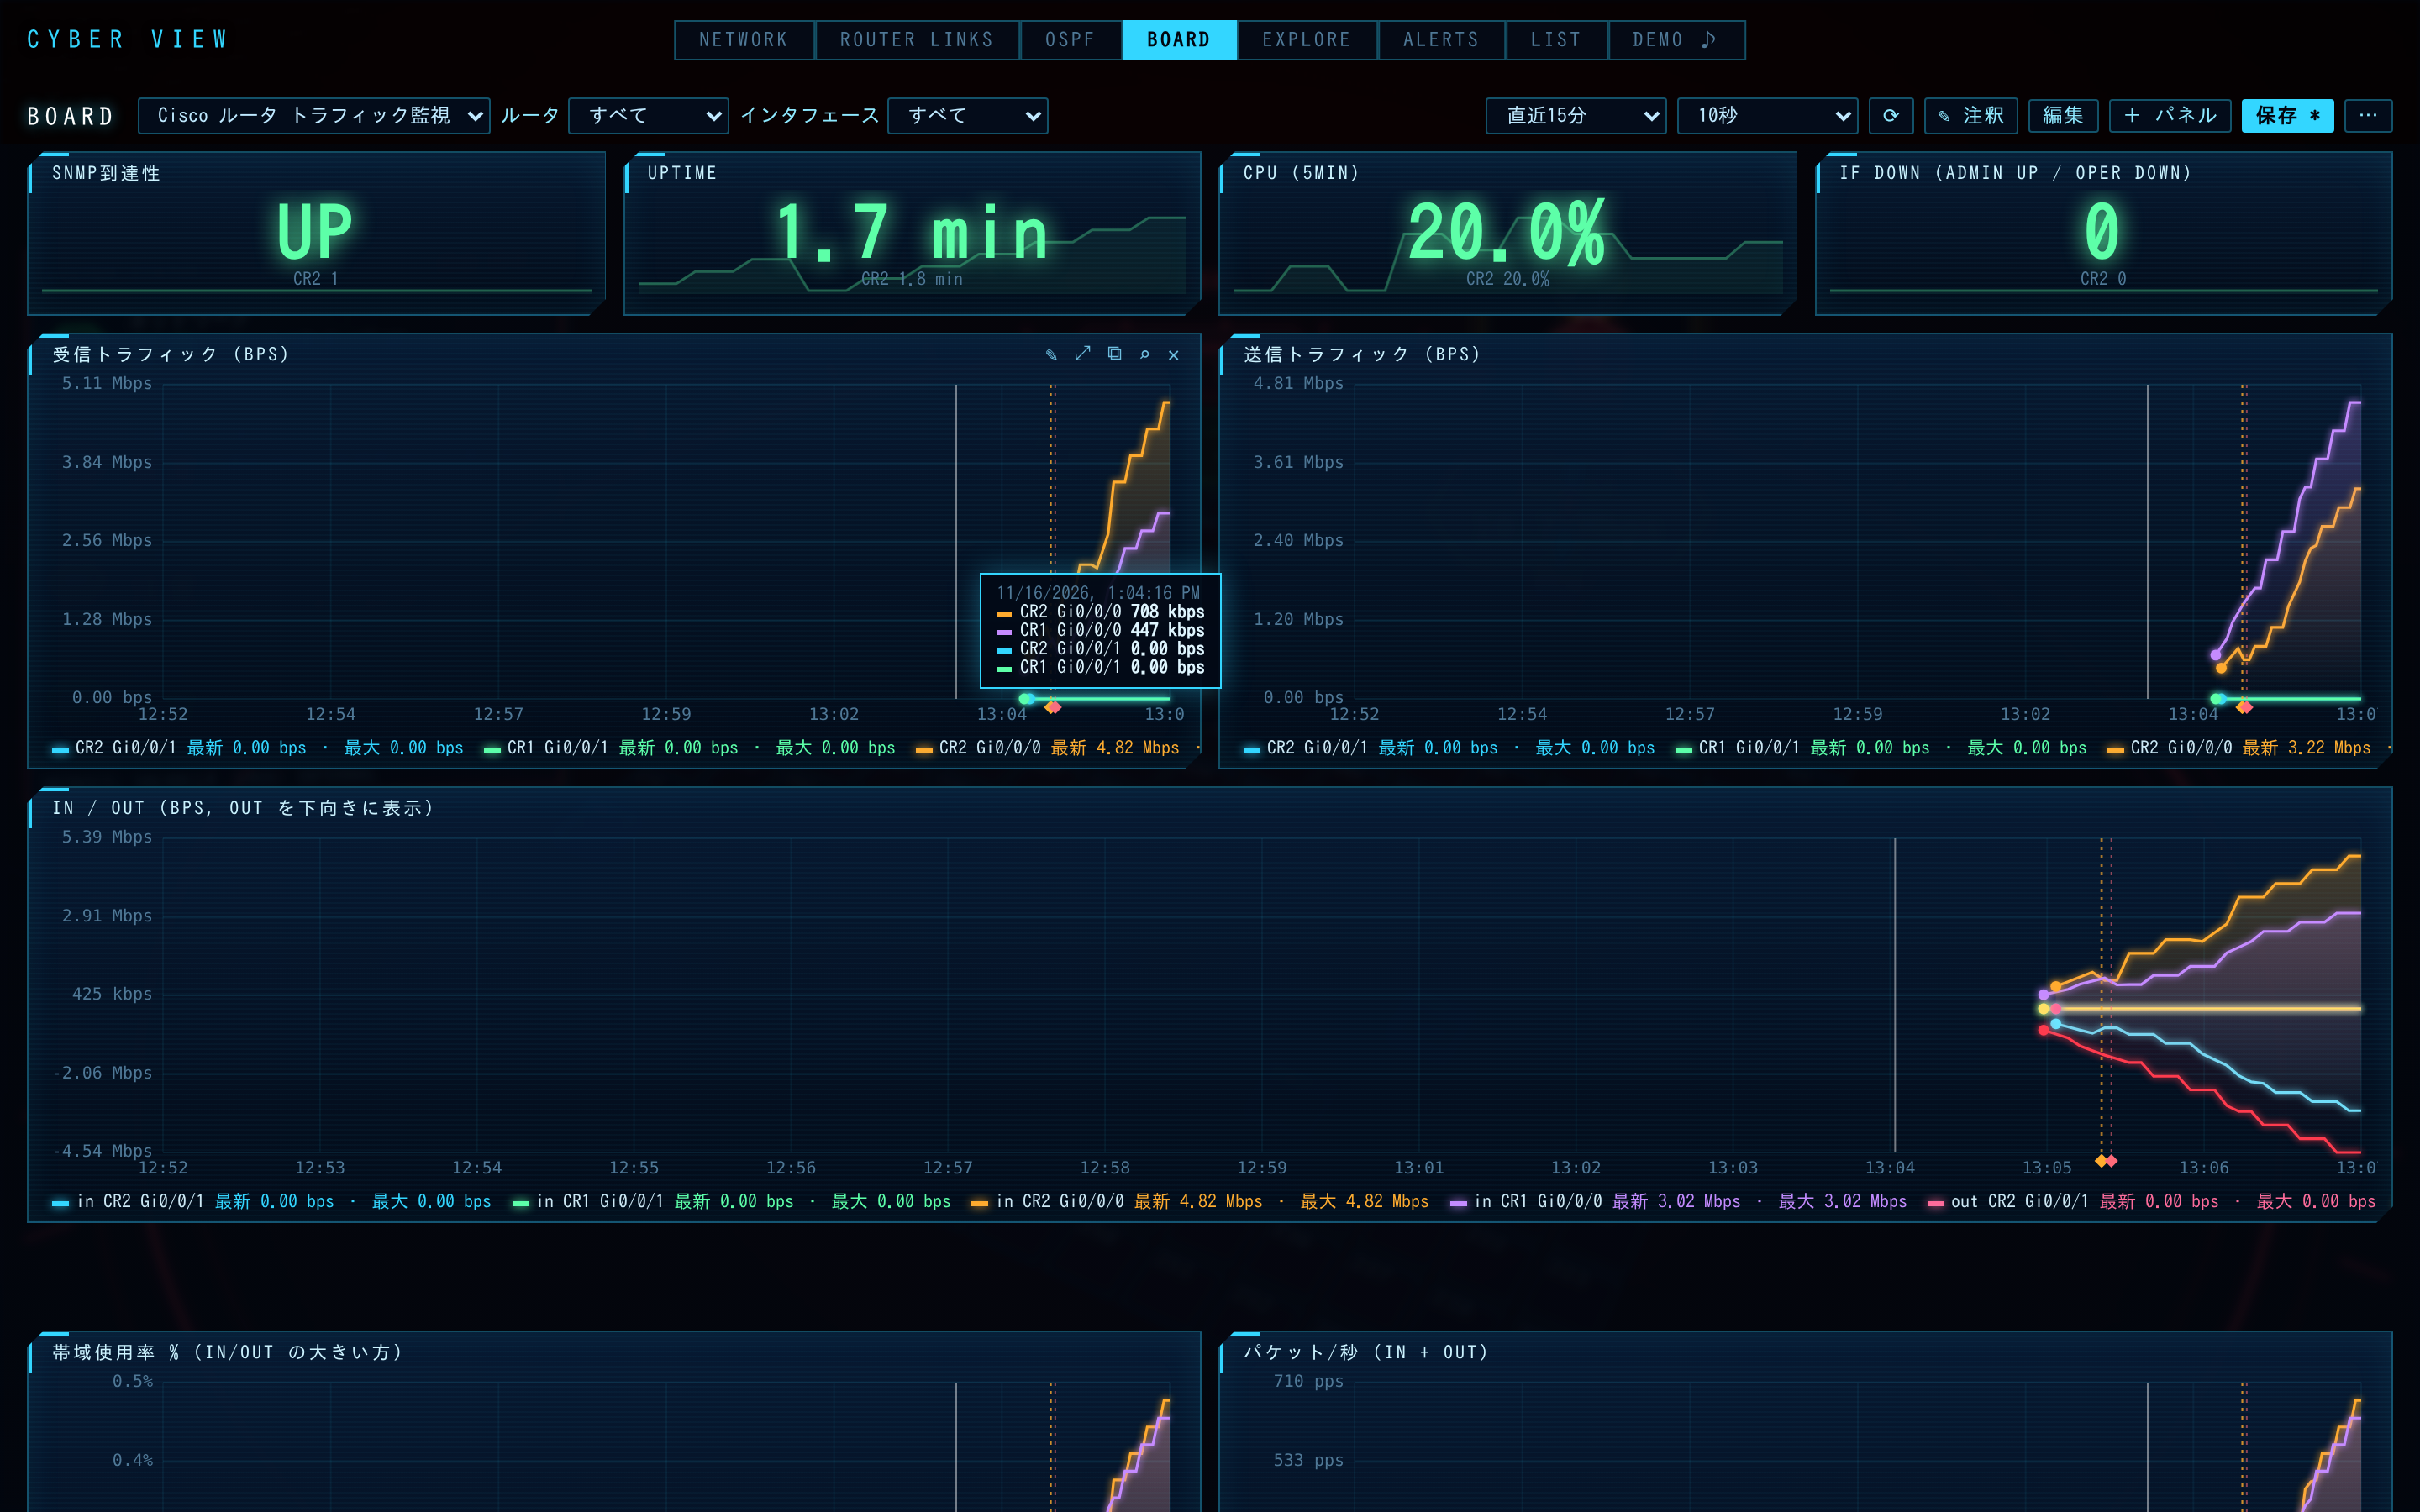 CYBER VIEW
NETWORK
ROUTER LINKS
OSPF
BOARD
EXPLORE
ALERTS
LIST
DEMO ♪
BOARD
Cisco ルータ トラフィック監視
ルータ
すべて
インタフェース
すべて
直近15分
10秒
⟳
✎ 注釈
編集
＋ パネル
保存 *
⋯
SNMP到達性
UP
CR2 1
UPTIME
1.7 min
CR2 1.8 min
CPU (5MIN)
20.0%
CR2 20.0%
IF DOWN (ADMIN UP / OPER DOWN)
0
CR2 0
受信トラフィック (BPS)
5.11 Mbps
3.84 Mbps
2.56 Mbps
1.28 Mbps
0.00 bps
12:52 12:54 12:57 12:59 13:02 13:04 13:0
11/16/2026, 1:04:16 PM
CR2 Gi0/0/0 708 kbps
CR1 Gi0/0/0 447 kbps
CR2 Gi0/0/1 0.00 bps
CR1 Gi0/0/1 0.00 bps
CR2 Gi0/0/1 最新 0.00 bps · 最大 0.00 bps CR1 Gi0/0/1 最新 0.00 bps · 最大 0.00 bps CR2 Gi0/0/0 最新 4.82 Mbps ·
送信トラフィック (BPS)
4.81 Mbps
3.61 Mbps
2.40 Mbps
1.20 Mbps
0.00 bps
12:52 12:54 12:57 12:59 13:02 13:04 13:0
CR2 Gi0/0/1 最新 0.00 bps · 最大 0.00 bps CR1 Gi0/0/1 最新 0.00 bps · 最大 0.00 bps CR2 Gi0/0/0 最新 3.22 Mbps ·
IN / OUT (BPS, OUT を下向きに表示)
5.39 Mbps
2.91 Mbps
425 kbps
-2.06 Mbps
-4.54 Mbps
12:52 12:53 12:54 12:55 12:56 12:57 12:58 12:59 13:01 13:02 13:03 13:04 13:05 13:06 13:0
in CR2 Gi0/0/1 最新 0.00 bps · 最大 0.00 bps in CR1 Gi0/0/1 最新 0.00 bps · 最大 0.00 bps in CR2 Gi0/0/0 最新 4.82 Mbps · 最大 4.82 Mbps in CR1 Gi0/0/0 最新 3.02 Mbps · 最大 3.02 Mbps out CR2 Gi0/0/1 最新 0.00 bps · 最大 0.00 bps
帯域使用率 % (IN/OUT の大きい方)
0.5%
0.4%
パケット/秒 (IN + OUT)
710 pps
533 pps